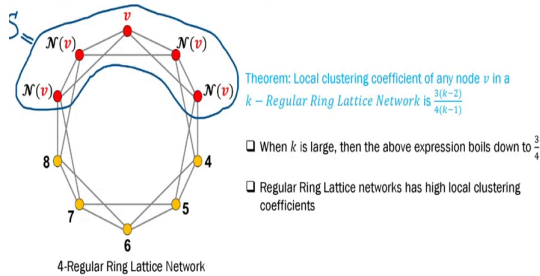 S
v
N(v) N(v)
N(v) N(v)
8 4
7 5
6
4-Regular Ring Lattice Network
Theorem: Local clustering coefficient of any node v in a
k – Regular Ring Lattice Network is 3(k−2)/4(k−1)
❑ When k is large, then the above expression boils down to 3/4
❑ Regular Ring Lattice networks has high local clustering
coefficients